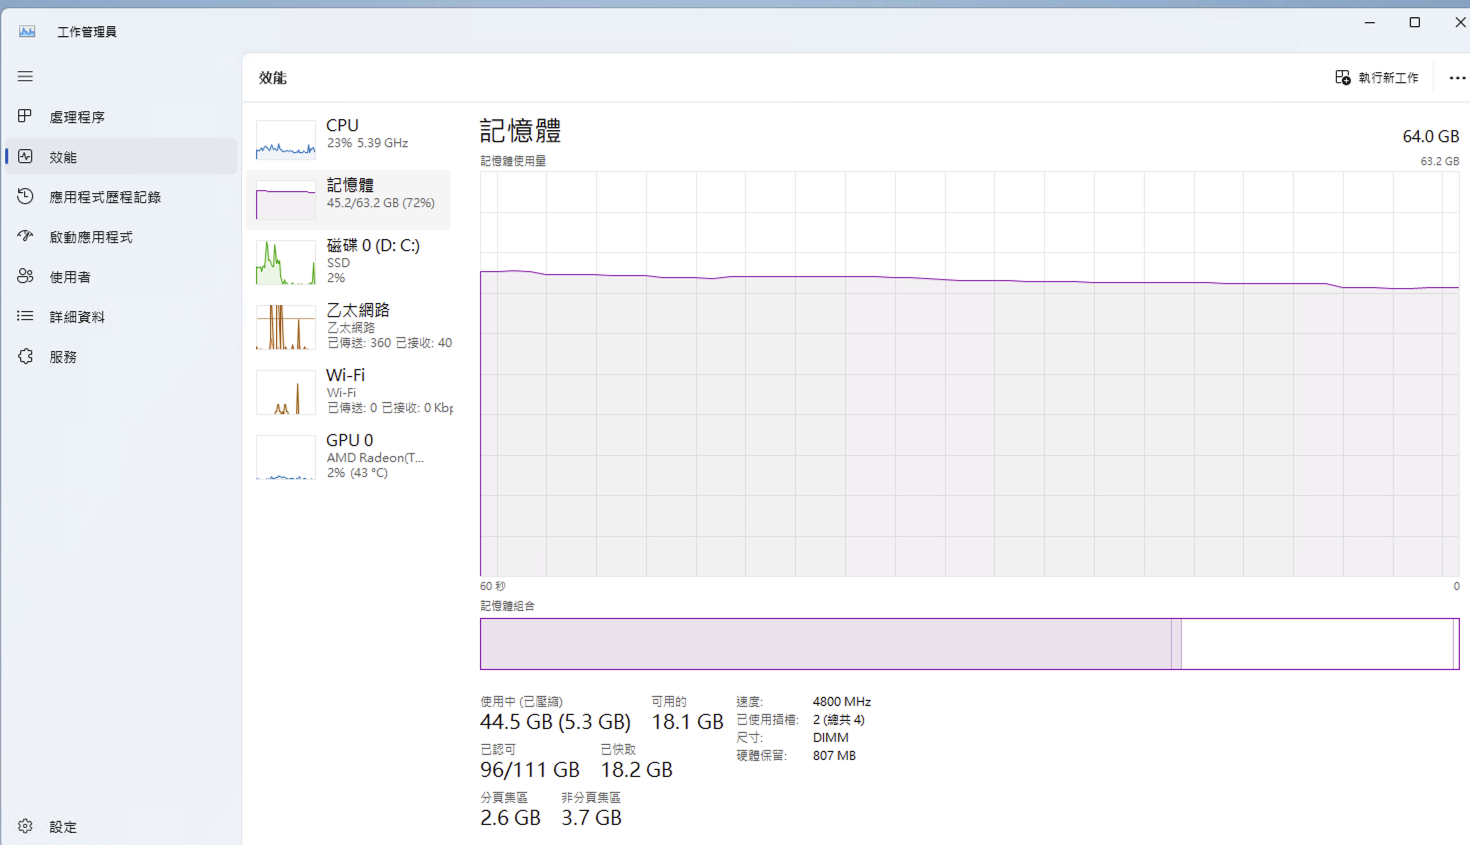 工作管理員
處理程序
效能
應用程式歷程記錄
啟動應用程式
使用者
詳細資料
服務
設定
效能
執行新工作
CPU
23% 5.39 GHz
記憶體
45.2/63.2 GB (72%)
磁碟 0 (D: C:)
SSD
2%
乙太網路
乙太網路
已傳送: 360 已接收: 40
Wi-Fi
Wi-Fi
已傳送: 0 已接收: 0 Kbp
GPU 0
AMD Radeon(T...
2% (43 °C)
記憶體
64.0 GB
記憶體使用量
63.2 GB
60 秒
0
記憶體組合
使用中 (已壓縮)
44.5 GB (5.3 GB)
可用的
18.1 GB
已認可
96/111 GB
已快取
18.2 GB
分頁集區
2.6 GB
非分頁集區
3.7 GB
速度: 4800 MHz
已使用插槽: 2 (總共 4)
尺寸: DIMM
硬體保留: 807 MB